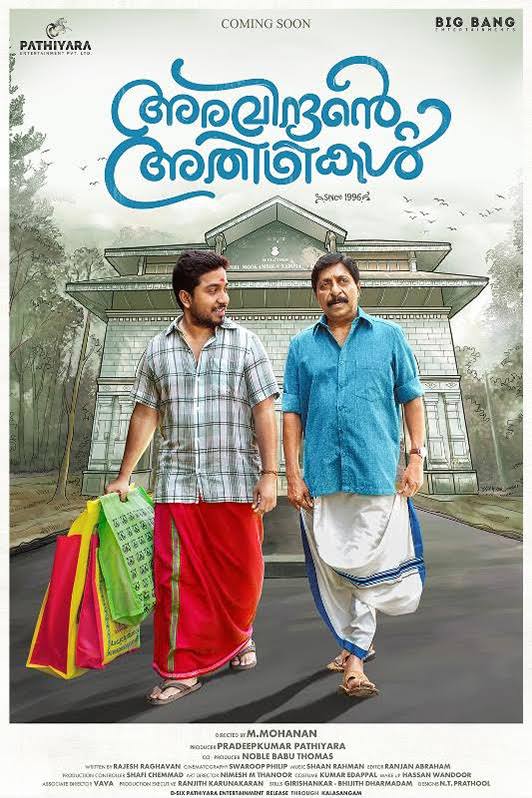 PATHIYARA
ENTERTAINMENT PVT. LTD.
COMING SOON
BIG BANG
ENTERTAINMENTS
അരവിന്ദന്റെ
അതിഥികൾ
SINCE 1996
DIRECTED BY M.MOHANAN
PRODUCER PRADEEPKUMAR PATHIYARA
CO - PRODUCER NOBLE BABU THOMAS
WRITTEN BY RAJESH RAGHAVAN CINEMATOGRAPHY SWAROOP PHILIP MUSIC SHAAN RAHMAN EDITOR RANJAN ABRAHAM
PRODUCTION CONTROLLER SHAFI CHEMMAD ART DIRECTOR NIMESH M THANOOR COSTUME KUMAR EDAPPAL MAKE UP HASSAN WANDOOR
ASSOCIATE DIRECTOR VAVA PRODUCTION EXECUTIVE RANJITH KARUNAKARAN STILLS GIRISHANKAR - BHIJITH DHARMADAM DESIGNS N.T. PRATHOOL
D-SIX PATHIYARA ENTERTAINMENT RELEASE THROUGH KALASANGAM